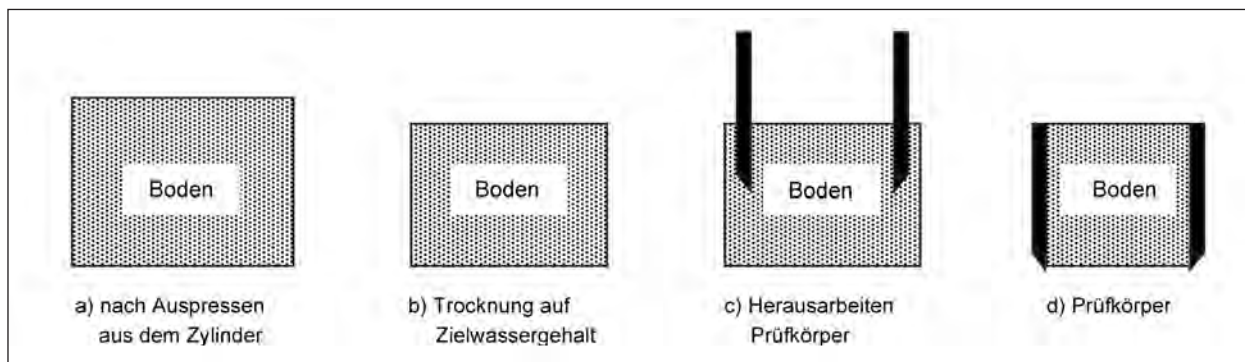 Boden
Boden
Boden
Boden
a) nach Auspressen
aus dem Zylinder
b) Trocknung auf
Zielwassergehalt
c) Herausarbeiten
Prüfkörper
d) Prüfkörper